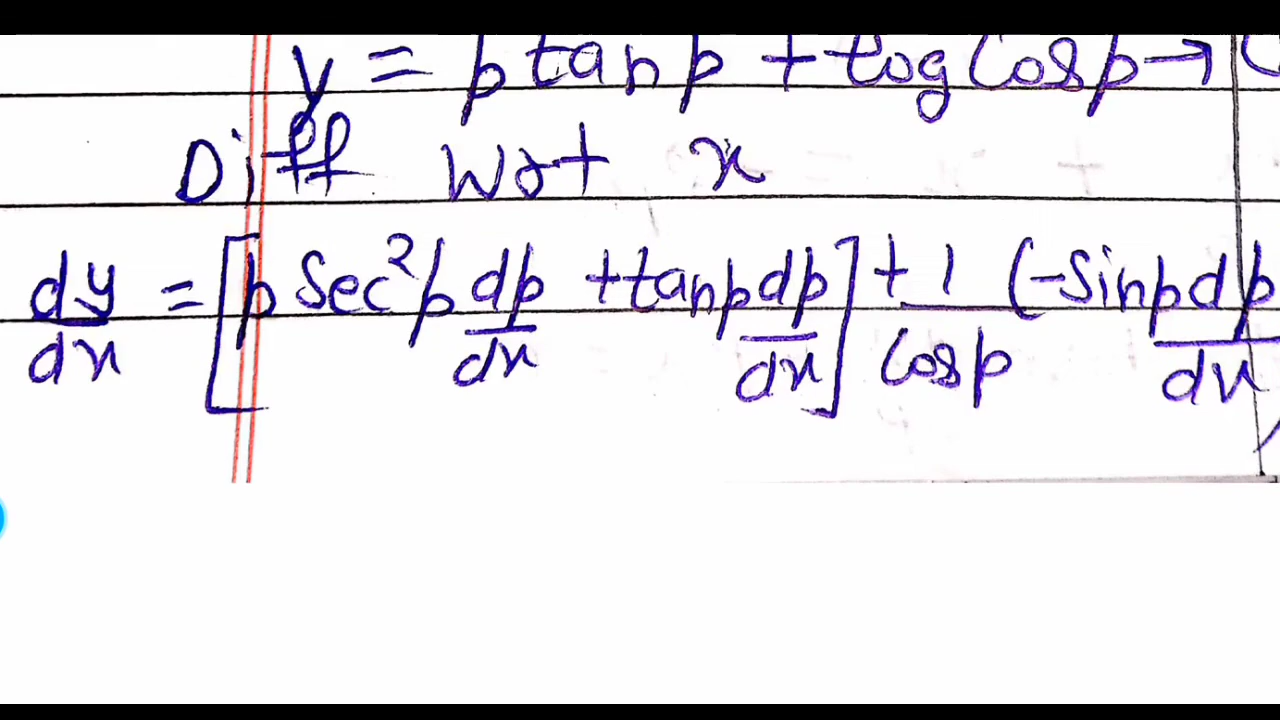 y = p tan p + log Cos p → (
Diff wrt x
dy/dx = [p Sec²p dp/dx + tan p dp/dx] + 1/Cos p (-Sin p dp/dx)